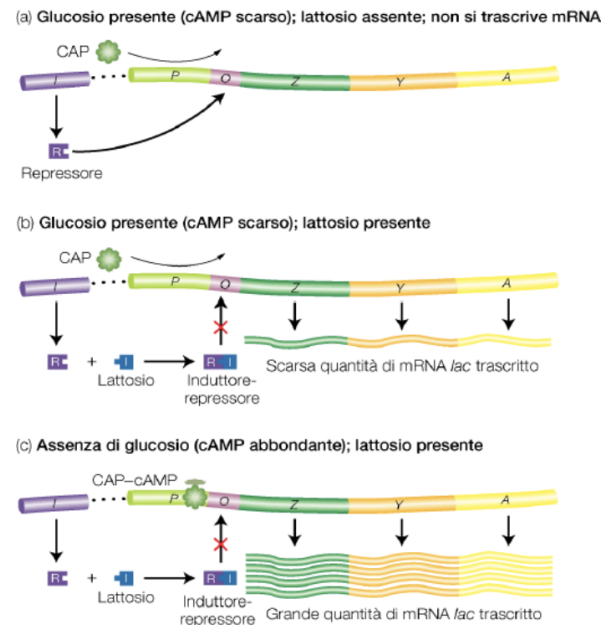 (a) Glucosio presente (cAMP scarso); lattosio assente; non si trascrive mRNA
CAP
I P O Z Y A
R
Repressore
(b) Glucosio presente (cAMP scarso); lattosio presente
CAP
I P O Z Y A
R + I R I
Lattosio
Induttore-
repressore
Scarsa quantità di mRNA lac trascritto
(c) Assenza di glucosio (cAMP abbondante); lattosio presente
CAP–cAMP
I P O Z Y A
R + I R I
Lattosio
Induttore-
repressore
Grande quantità di mRNA lac trascritto